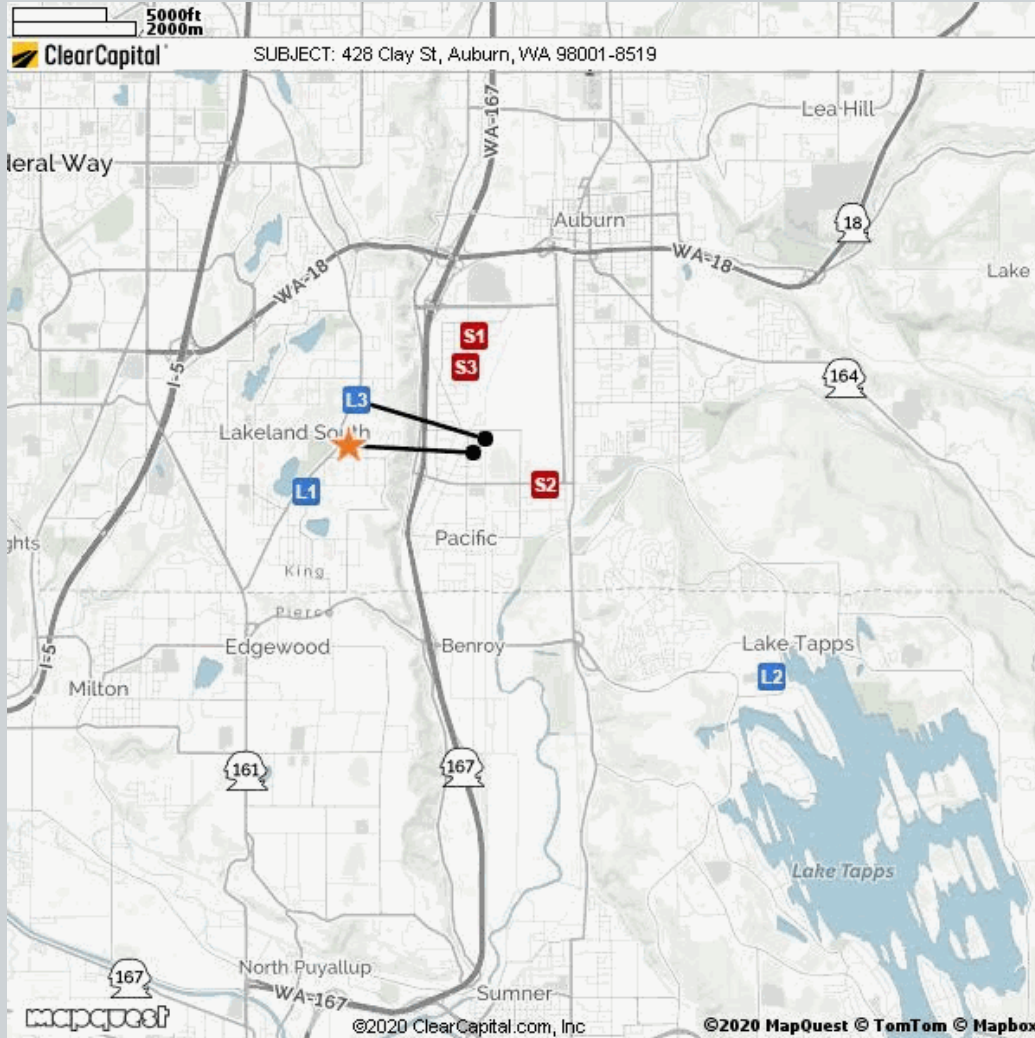 5000ft
2000m
ClearCapital SUBJECT: 428 Clay St, Auburn, WA 98001-8519
WA-167
Lea Hill
deral Way
18
Auburn
WA-18
WA-18
Lake
S1
S3
I-5
164
L3
Lakeland South
L1
S2
ghts
Pacific
King
Pierce
Edgewood
Benroy
Lake Tapps
I-5
L2
Milton
161
167
Lake Tapps
167
North Puyallup
WA-167
Sumner
mapquest
©2020 ClearCapital.com, Inc
©2020 MapQuest © TomTom © Mapbox